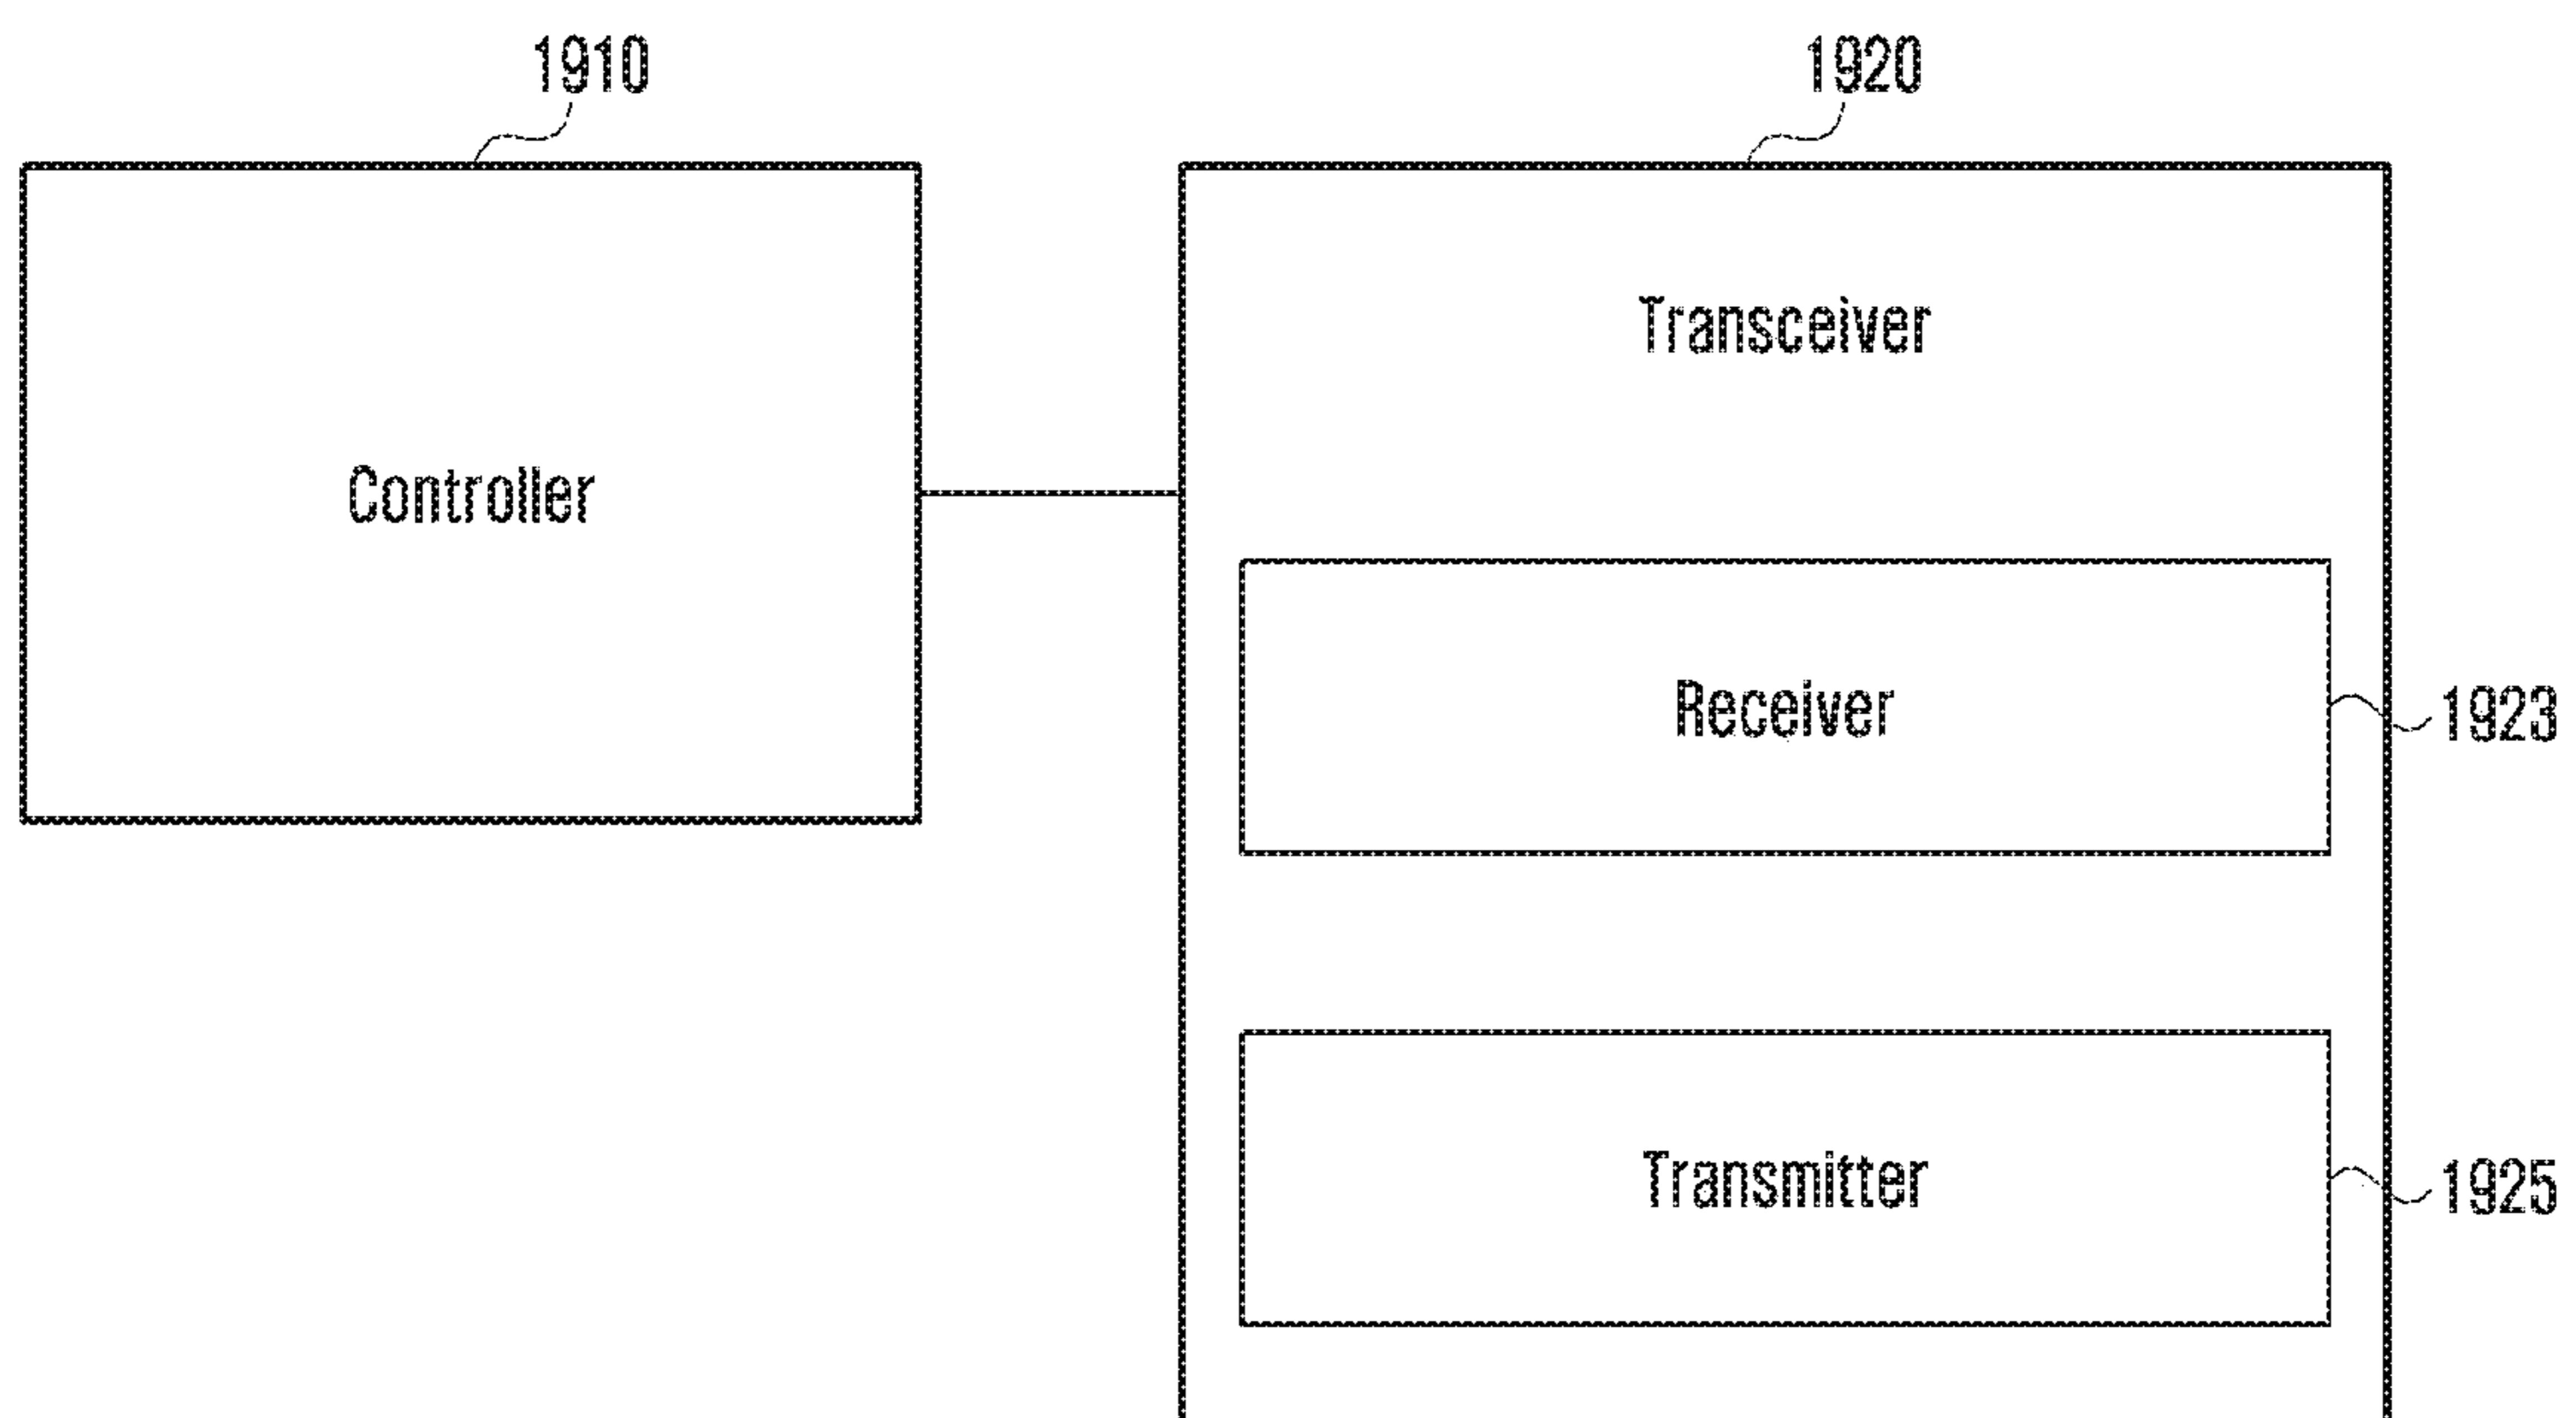 1910
1920
Controller
Transceiver
Receiver
1923
Transmitter
1925